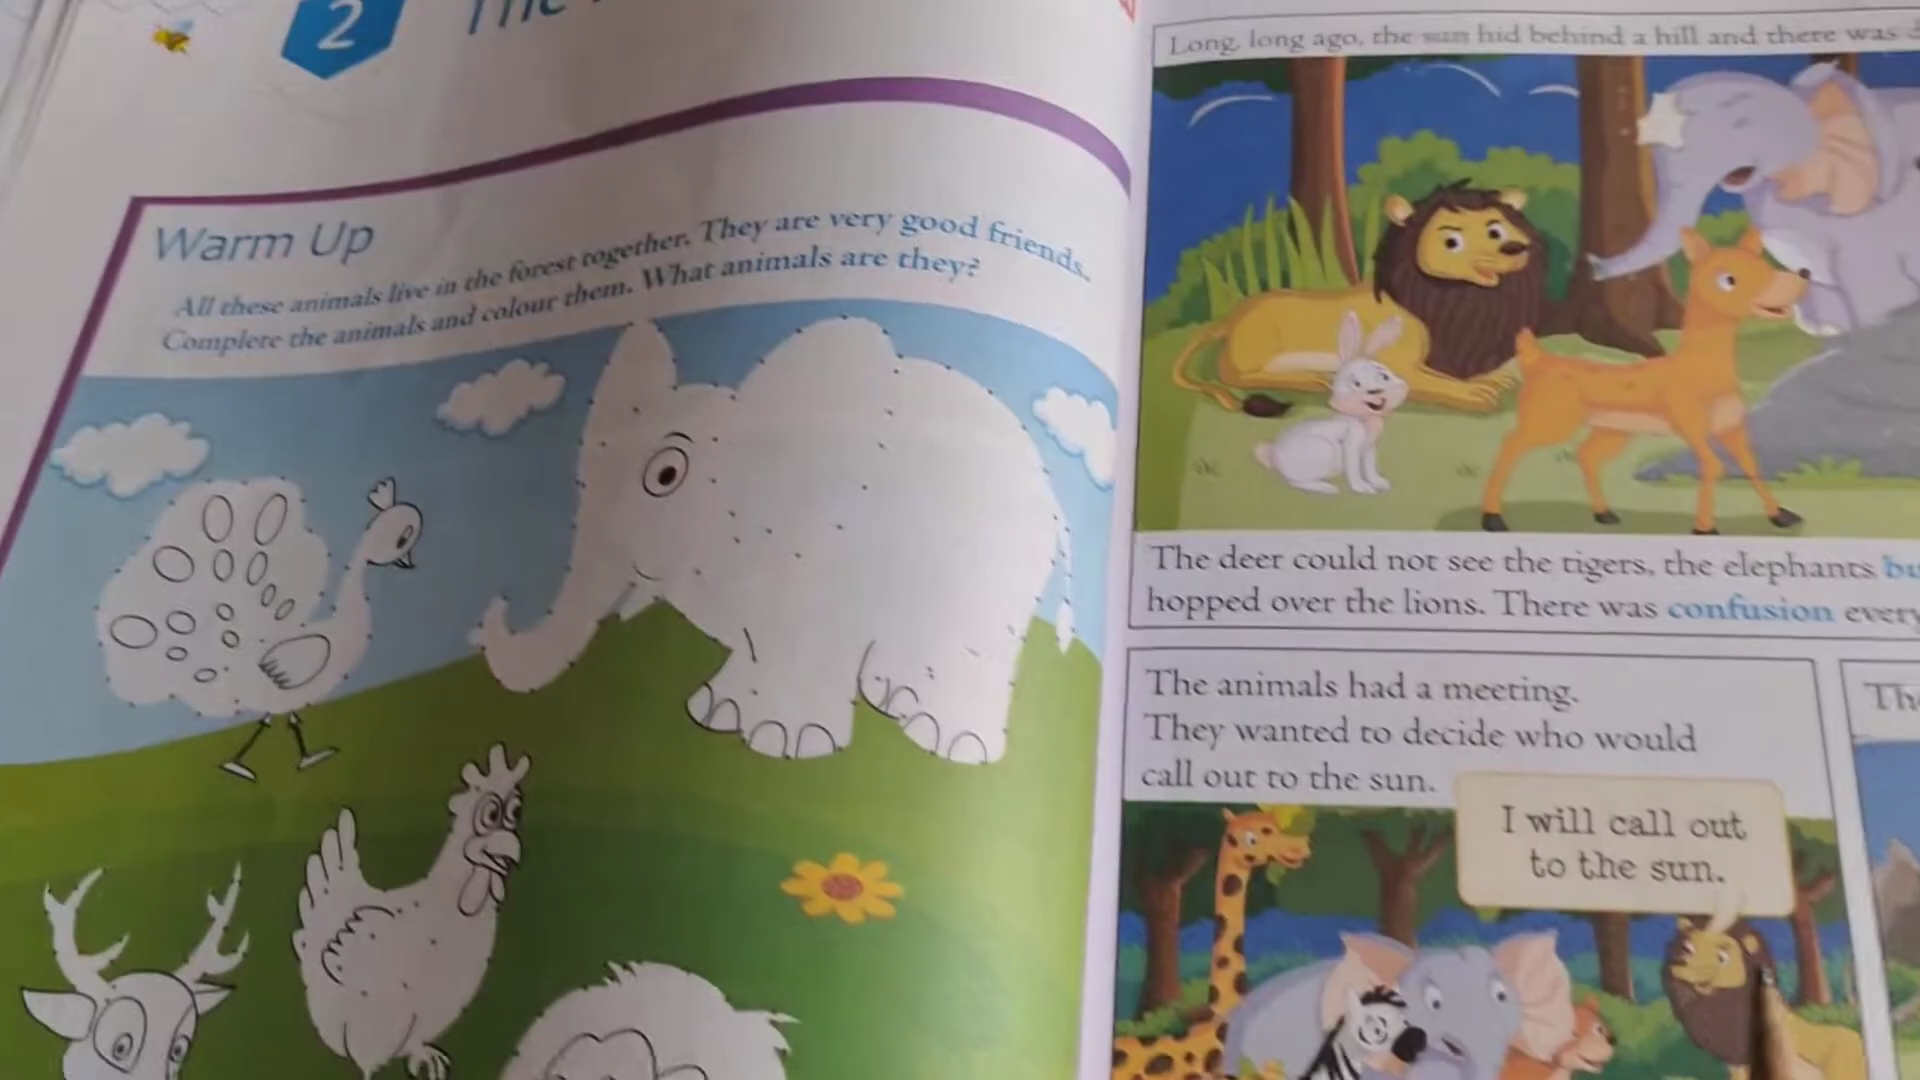 2
The
Warm Up
All these animals live in the forest together. They are very good friends.
Complete the animals and colour them. What animals are they?
Long, long ago, the sun hid behind a hill and there was
The deer could not see the tigers, the elephants
hopped over the lions. There was confusion
The animals had a meeting.
They wanted to decide who would
call out to the sun.
I will call out
to the sun.